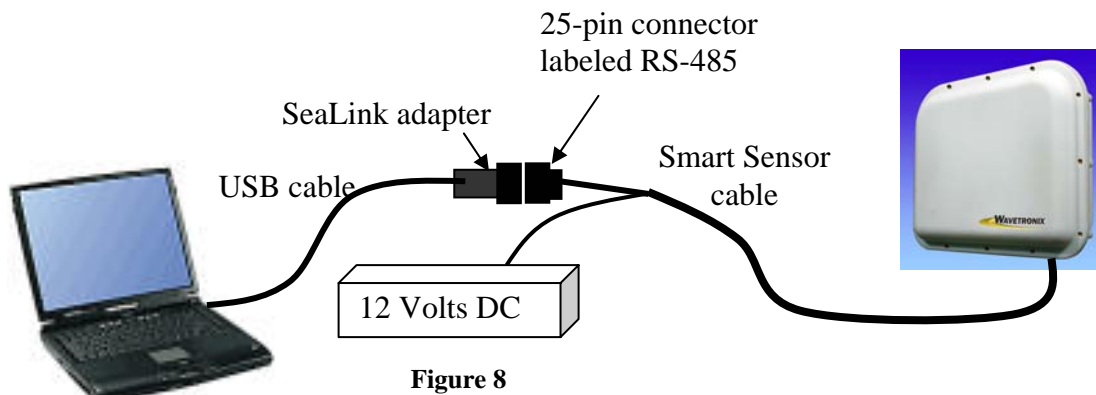 25-pin connector
labeled RS-485
SeaLink adapter
USB cable
Smart Sensor
cable
WAVETRONIX
12 Volts DC
Figure 8